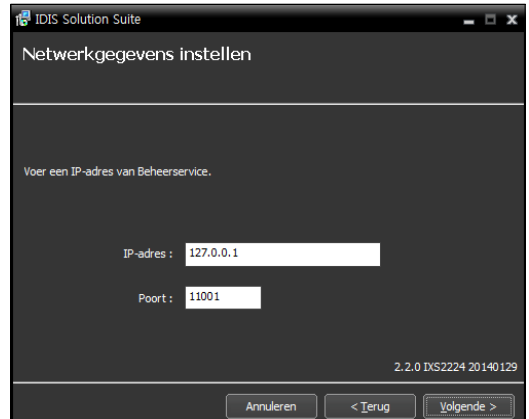 IDIS Solution Suite
Netwerkgegevens instellen
Voer een IP-adres van Beheerservice.
IP-adres : 127.0.0.1
Poort : 11001
2.2.0 IXS2224 20140129
Annuleren < Terug Volgende >